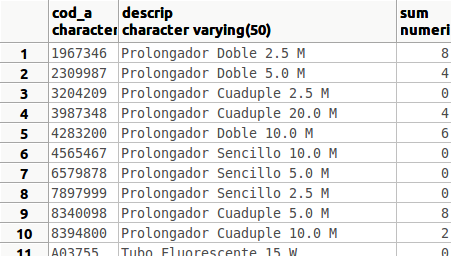 cod_a descrip sum
character character varying(50) numeri
1 1967346 Prolongador Doble 2.5 M 8
2 2309987 Prolongador Doble 5.0 M 4
3 3204209 Prolongador Cuaduple 2.5 M 0
4 3987348 Prolongador Cuaduple 20.0 M 4
5 4283200 Prolongador Doble 10.0 M 6
6 4565467 Prolongador Sencillo 10.0 M 0
7 6579878 Prolongador Sencillo 5.0 M 0
8 7897999 Prolongador Sencillo 2.5 M 0
9 8340098 Prolongador Cuaduple 5.0 M 8
10 8394800 Prolongador Cuaduple 10.0 M 2
11 A03755 Tubo Fluorescente 15 W 0